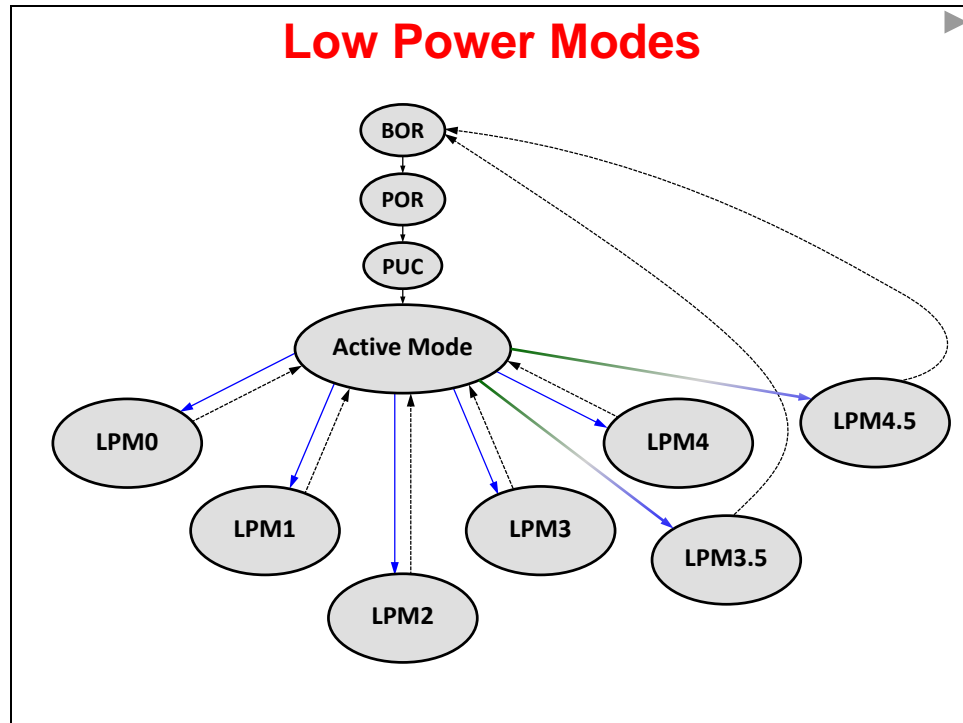 Low Power Modes
BOR
POR
PUC
Active Mode
LPM0
LPM1
LPM2
LPM3
LPM4
LPM3.5
LPM4.5